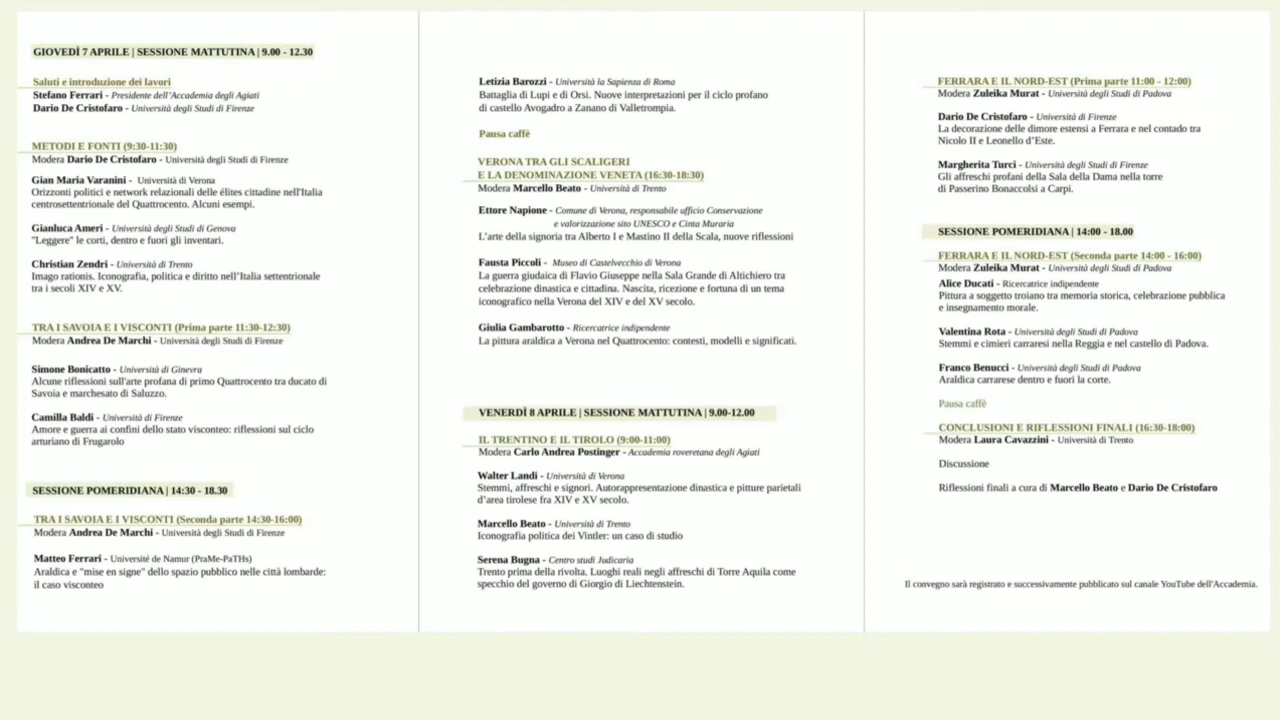 GIOVEDÌ 7 APRILE | SESSIONE MATTUTINA | 9.00 - 12.30
Saluti e introduzione dei lavori
Stefano Ferrari - Presidente dell'Accademia degli Agiati
Dario De Cristofaro - Università degli Studi di Firenze
METODI E FONTI (9:30-11:30)
Modera Dario De Cristofaro - Università degli Studi di Firenze
Gian Maria Varanini - Università di Verona
Orizzonti politici e network relazionali delle élites cittadine nell'Italia
centrosettentrionale del Quattrocento. Alcuni esempi.
Gianluca Ameri - Università degli Studi di Genova
"Leggere" le corti, dentro e fuori gli inventari.
Christian Zendri - Università di Trento
Imago rationis. Iconografia, politica e diritto nell'Italia settentrionale
tra i secoli XIV e XV.
TRA I SAVOIA E I VISCONTI (Prima parte 11:30-12:30)
Modera Andrea De Marchi - Università degli Studi di Firenze
Simone Bonicatto - Università di Ginevra
Alcune riflessioni sull'arte profana di primo Quattrocento tra ducato di
Savoia e marchesato di Saluzzo.
Camilla Baldi - Università di Firenze
Amore e guerra ai confini dello stato visconteo: riflessioni sul ciclo
arturiano di Frugarolo
SESSIONE POMERIDIANA | 14:30 - 18.30
TRA I SAVOIA E I VISCONTI (Seconda parte 14:30-16:00)
Modera Andrea De Marchi - Università degli Studi di Firenze
Matteo Ferrari - Université de Namur (PraMe-PaTHs)
Araldica e "mise en signe" dello spazio pubblico nelle città lombarde:
il caso visconteo
Letizia Barozzi - Università la Sapienza di Roma
Battaglia di Lupi e di Orsi. Nuove interpretazioni per il ciclo profano
di castello Avogadro a Zanano di Valletrompia.
Pausa caffè
VERONA TRA GLI SCALIGERI
E LA DENOMINAZIONE VENETA (16:30-18:30)
Modera Marcello Beato - Università di Trento
Ettore Napione - Comune di Verona, responsabile ufficio Conservazione
e valorizzazione sito UNESCO e Cinta Muraria
L'arte della signoria tra Alberto I e Mastino II della Scala, nuove riflessioni
Fausta Piccoli - Museo di Castelvecchio di Verona
La guerra giudaica di Flavio Giuseppe nella Sala Grande di Altichiero tra
celebrazione dinastica e cittadina. Nascita, ricezione e fortuna di un tema
iconografico nella Verona del XIV e del XV secolo.
Giulia Gambarotto - Ricercatrice indipendente
La pittura araldica a Verona nel Quattrocento: contesti, modelli e significati.
VENERDÌ 8 APRILE | SESSIONE MATTUTINA | 9.00-12.00
IL TRENTINO E IL TIROLO (9:00-11:00)
Modera Carlo Andrea Postinger - Accademia roveretana degli Agiati
Walter Landi - Università di Verona
Stemmi, affreschi e signori. Autorappresentazione dinastica e pitture parietali
d'area tirolese fra XIV e XV secolo.
Marcello Beato - Università di Trento
Iconografia politica dei Vintler: un caso di studio
Serena Bugna - Centro studi Judicaria
Trento prima della rivolta. Luoghi reali negli affreschi di Torre Aquila come
specchio del governo di Giorgio di Liechtenstein.
FERRARA E IL NORD-EST (Prima parte 11:00 - 12:00)
Modera Zuleika Murat - Università degli Studi di Padova
Dario De Cristofaro - Università degli Studi di Firenze
La decorazione delle dimore estensi a Ferrara e nel contado tra
Nicolo II e Leonello d'Este.
Margherita Turci - Università degli Studi di Firenze
Gli affreschi profani della Sala della Dama nella torre
di Passerino Bonaccolsi a Carpi.
SESSIONE POMERIDIANA | 14:00 - 18.00
FERRARA E IL NORD-EST (Seconda parte 14:00 - 16:00)
Modera Zuleika Murat - Università degli Studi di Padova
Alice Ducati - Ricercatrice indipendente
Pittura a soggetto troiano tra memoria storica, celebrazione pubblica
e insegnamento morale.
Valentina Rota - Università degli Studi di Padova
Stemmi e cimieri carraresi nella Reggia e nel castello di Padova.
Franco Benucci - Università degli Studi di Padova
Araldica carrarese dentro e fuori la corte.
Pausa caffè
CONCLUSIONI E RIFLESSIONI FINALI (16:30-18:00)
Modera Laura Cavazzini - Università di Trento
Discussione
Riflessioni finali a cura di Marcello Beato e Dario De Cristofaro
Il convegno sarà registrato e successivamente pubblicato sul canale YouTube dell'Accademia.